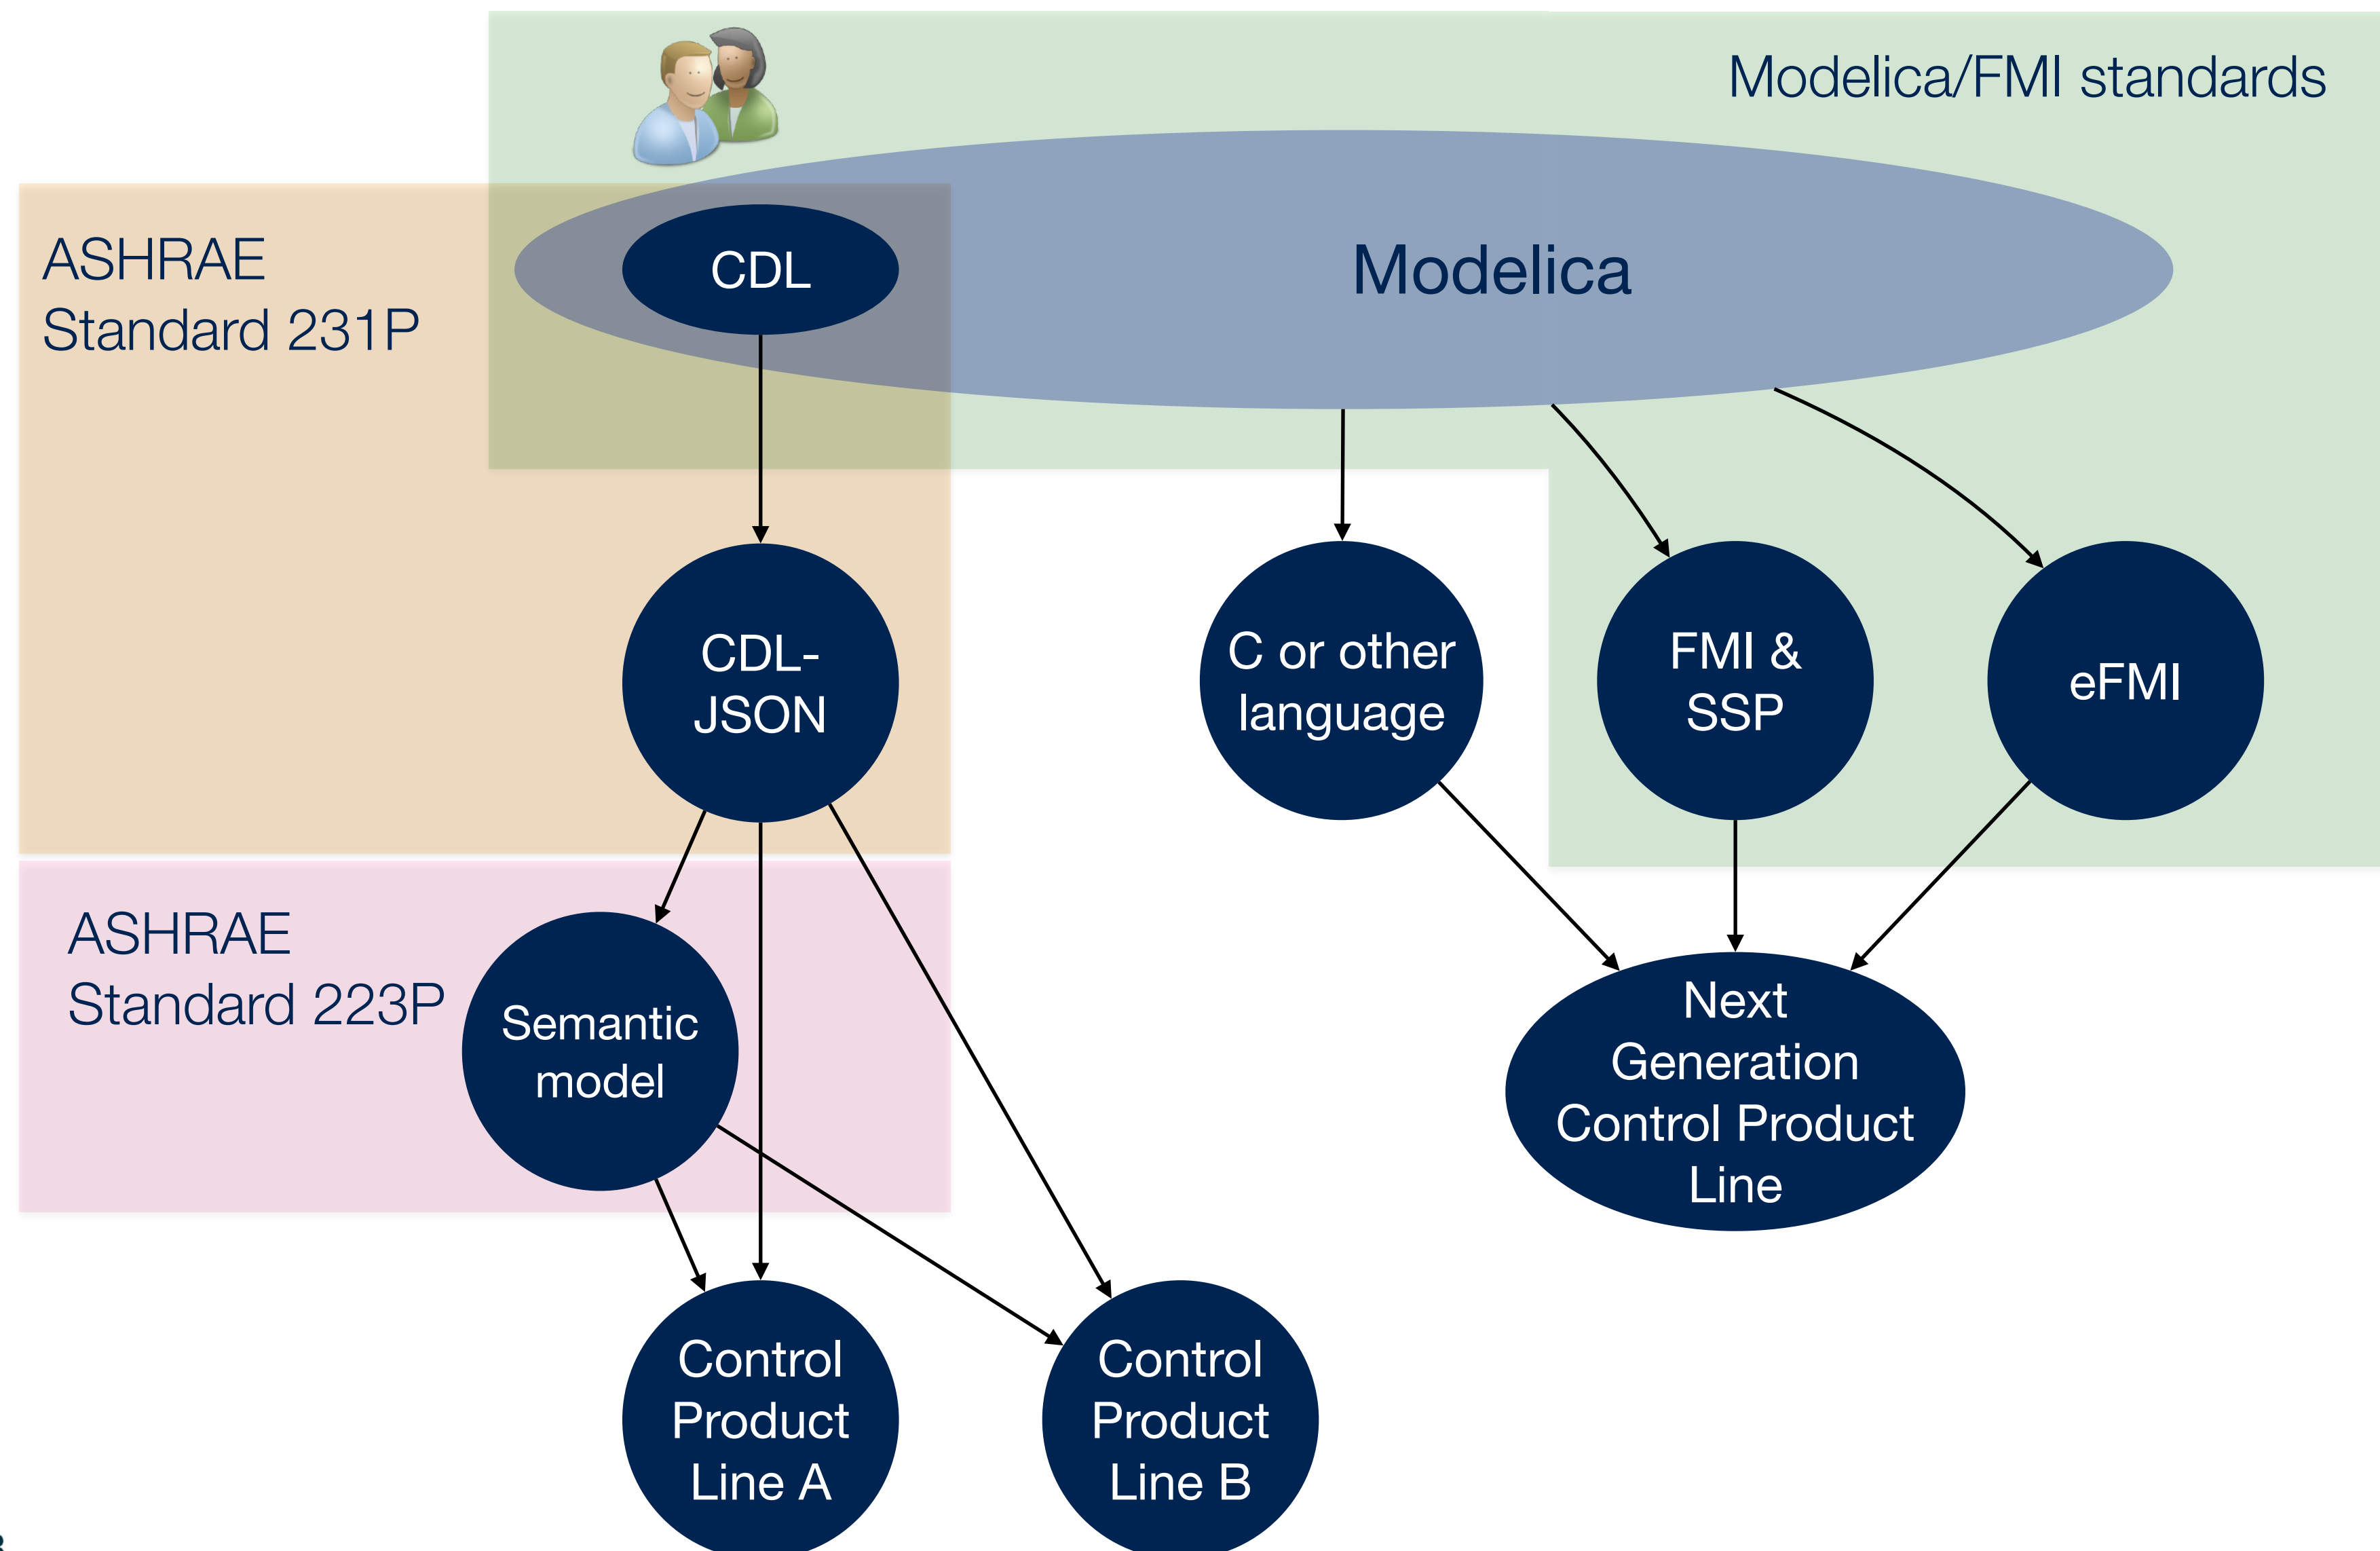 Modelica/FMI standards
ASHRAE
Standard 231P
CDL
Modelica
CDL-
JSON
C or other
language
FMI &
SSP
eFMI
ASHRAE
Standard 223P
Semantic
model
Next
Generation
Control Product
Line
Control
Product
Line A
Control
Product
Line B